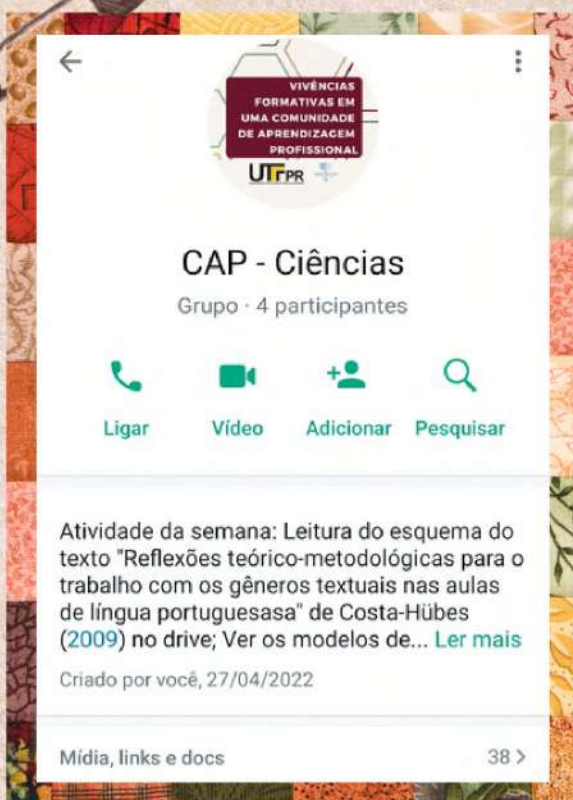 VIVÊNCIAS
FORMATIVAS EM
UMA COMUNIDADE
DE APRENDIZAGEM
PROFISSIONAL
UTFPR
CAP - Ciências
Grupo · 4 participantes
Ligar Vídeo Adicionar Pesquisar
Atividade da semana: Leitura do esquema do
texto "Reflexões teórico-metodológicas para o
trabalho com os gêneros textuais nas aulas
de língua portuguesasa" de Costa-Hübes
(2009) no drive; Ver os modelos de... Ler mais
Criado por você, 27/04/2022
Mídia, links e docs 38 >